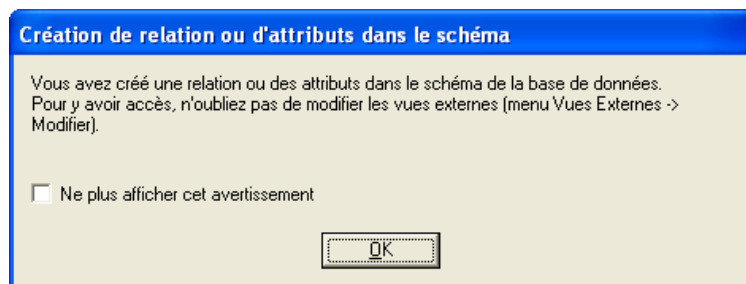 Création de relation ou d'attributs dans le schéma
Vous avez créé une relation ou des attributs dans le schéma de la base de données.
Pour y avoir accès, n'oubliez pas de modifier les vues externes (menu Vues Externes ->
Modifier).
Ne plus afficher cet avertissement
OK